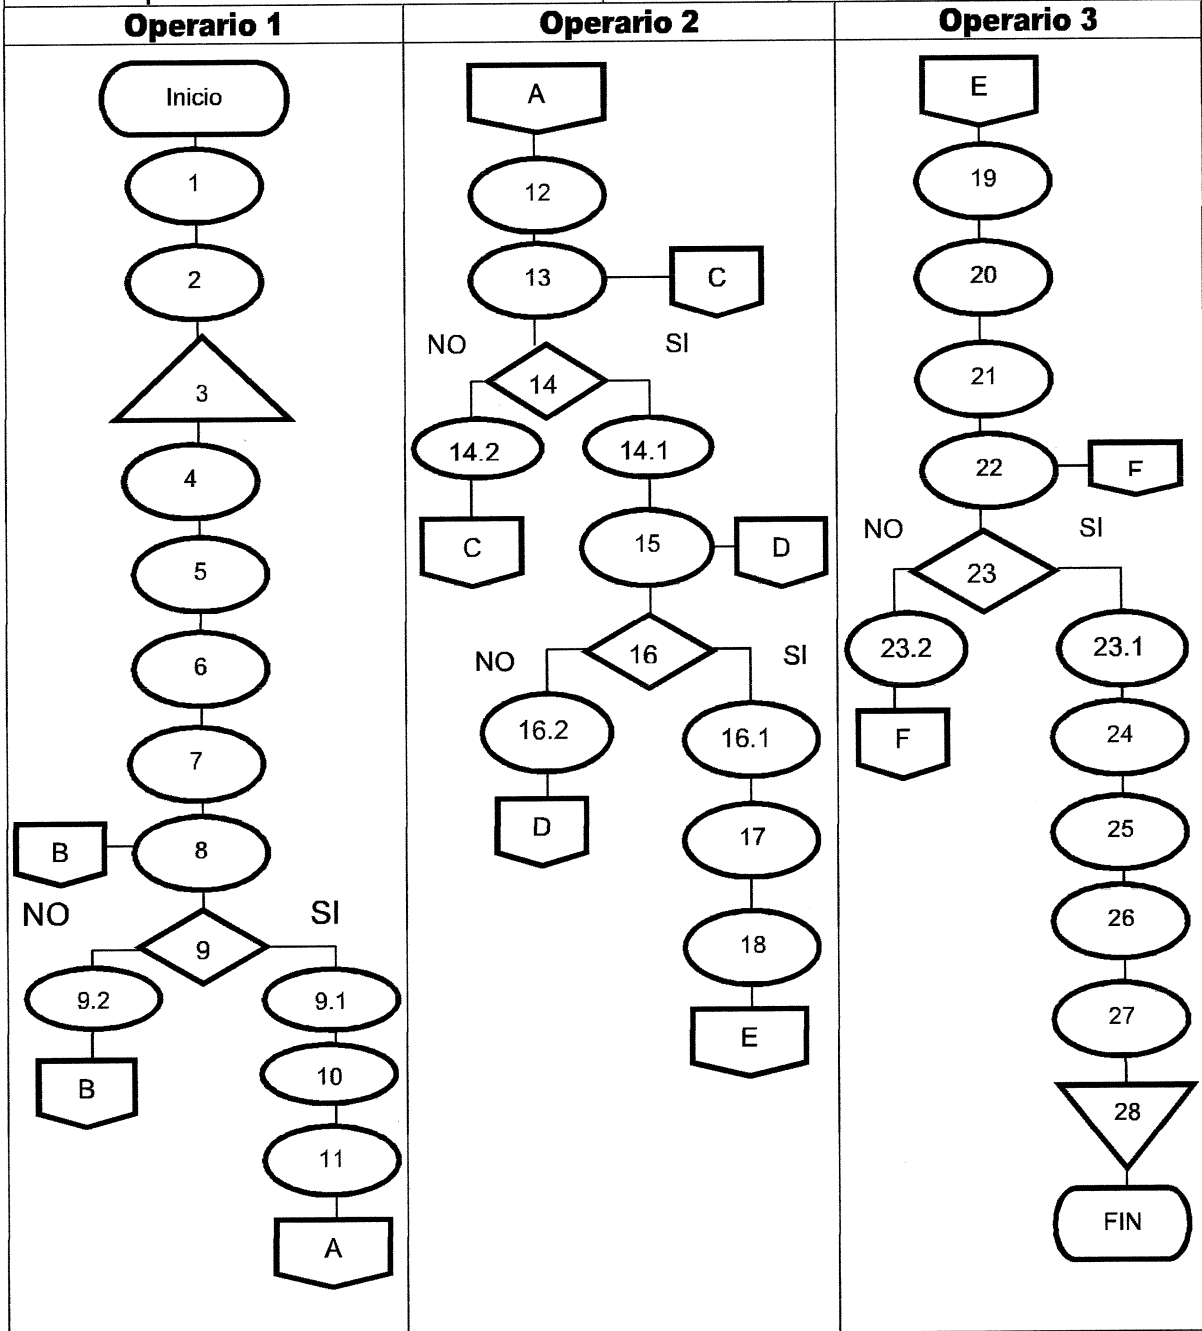 Operario 1
Inicio
1
2
3
4
5
6
7
B
8
NO
SI
9
9.2
9.1
B
10
11
A
Operario 2
A
12
13
C
NO
SI
14
14.2
14.1
C
15
D
NO
16
SI
16.2
16.1
D
17
18
E
Operario 3
E
19
20
21
22
F
NO
SI
23
23.2
23.1
F
24
25
26
27
28
FIN